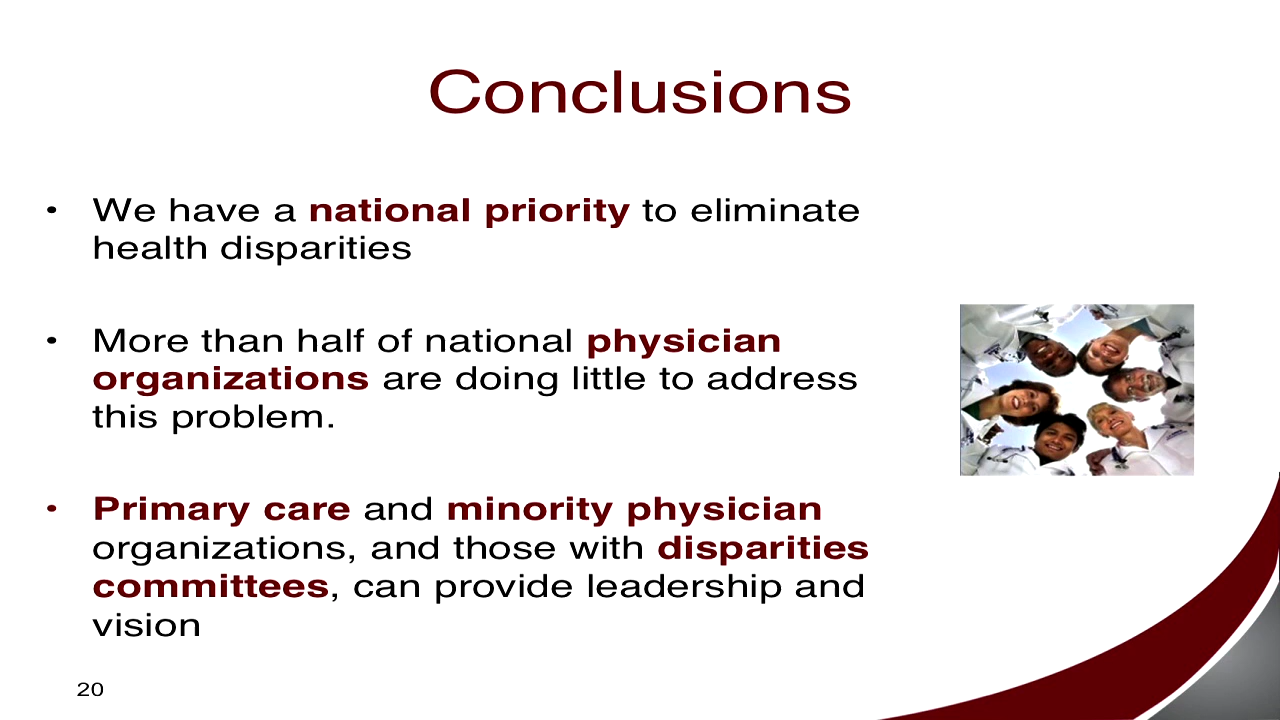 Conclusions
• We have a national priority to eliminate
health disparities
• More than half of national physician
organizations are doing little to address
this problem.
• Primary care and minority physician
organizations, and those with disparities
committees, can provide leadership and
vision
20